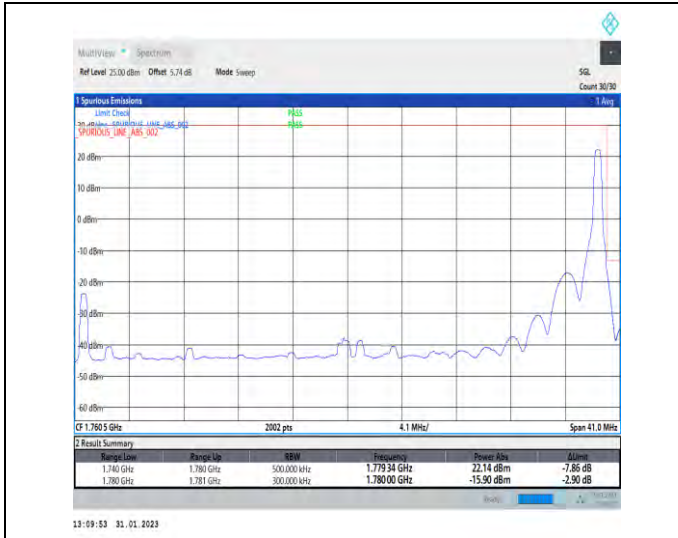 MultiView Spectrum
Ref Level 25.00 dBm Offset 5.74 dB Mode Sweep SGL
Count 30/30
1 Spurious Emissions 1 Avg
Limit Check PASS
SPURIOUS_LINE_ABS_002
20 dBm
10 dBm
0 dBm
-10 dBm
-20 dBm
-30 dBm
-40 dBm
-50 dBm
-60 dBm
CF 1.7605 GHz 2002 pts 4.1 MHz/ Span 41.0 MHz
2 Result Summary
Range Low Range Up RBW Frequency Power Abs ΔLimit
1.740 GHz 1.780 GHz 500.000 kHz 1.77934 GHz 22.14 dBm -7.86 dB
1.780 GHz 1.781 GHz 300.000 kHz 1.78000 GHz -15.90 dBm -2.90 dB
Ready
13:09:53 31.01.2023